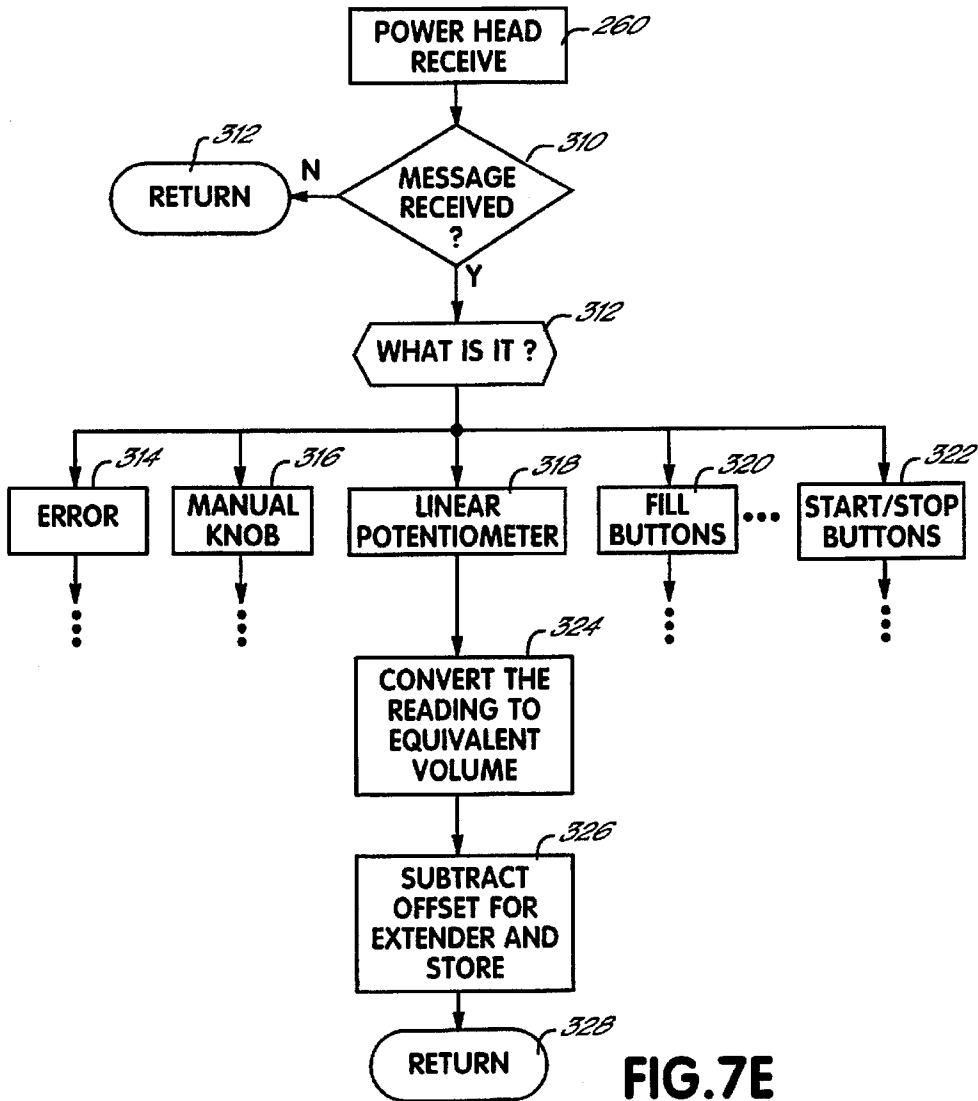 POWER HEAD
RECEIVE
260
312
310
N
RETURN
MESSAGE
RECEIVED
?
Y
312
WHAT IS IT ?
314
316
318
320
322
ERROR
MANUAL
KNOB
LINEAR
POTENTIOMETER
FILL
BUTTONS
•••
START/STOP
BUTTONS
324
CONVERT THE
READING TO
EQUIVALENT
VOLUME
326
SUBTRACT
OFFSET FOR
EXTENDER AND
STORE
328
RETURN
FIG.7E